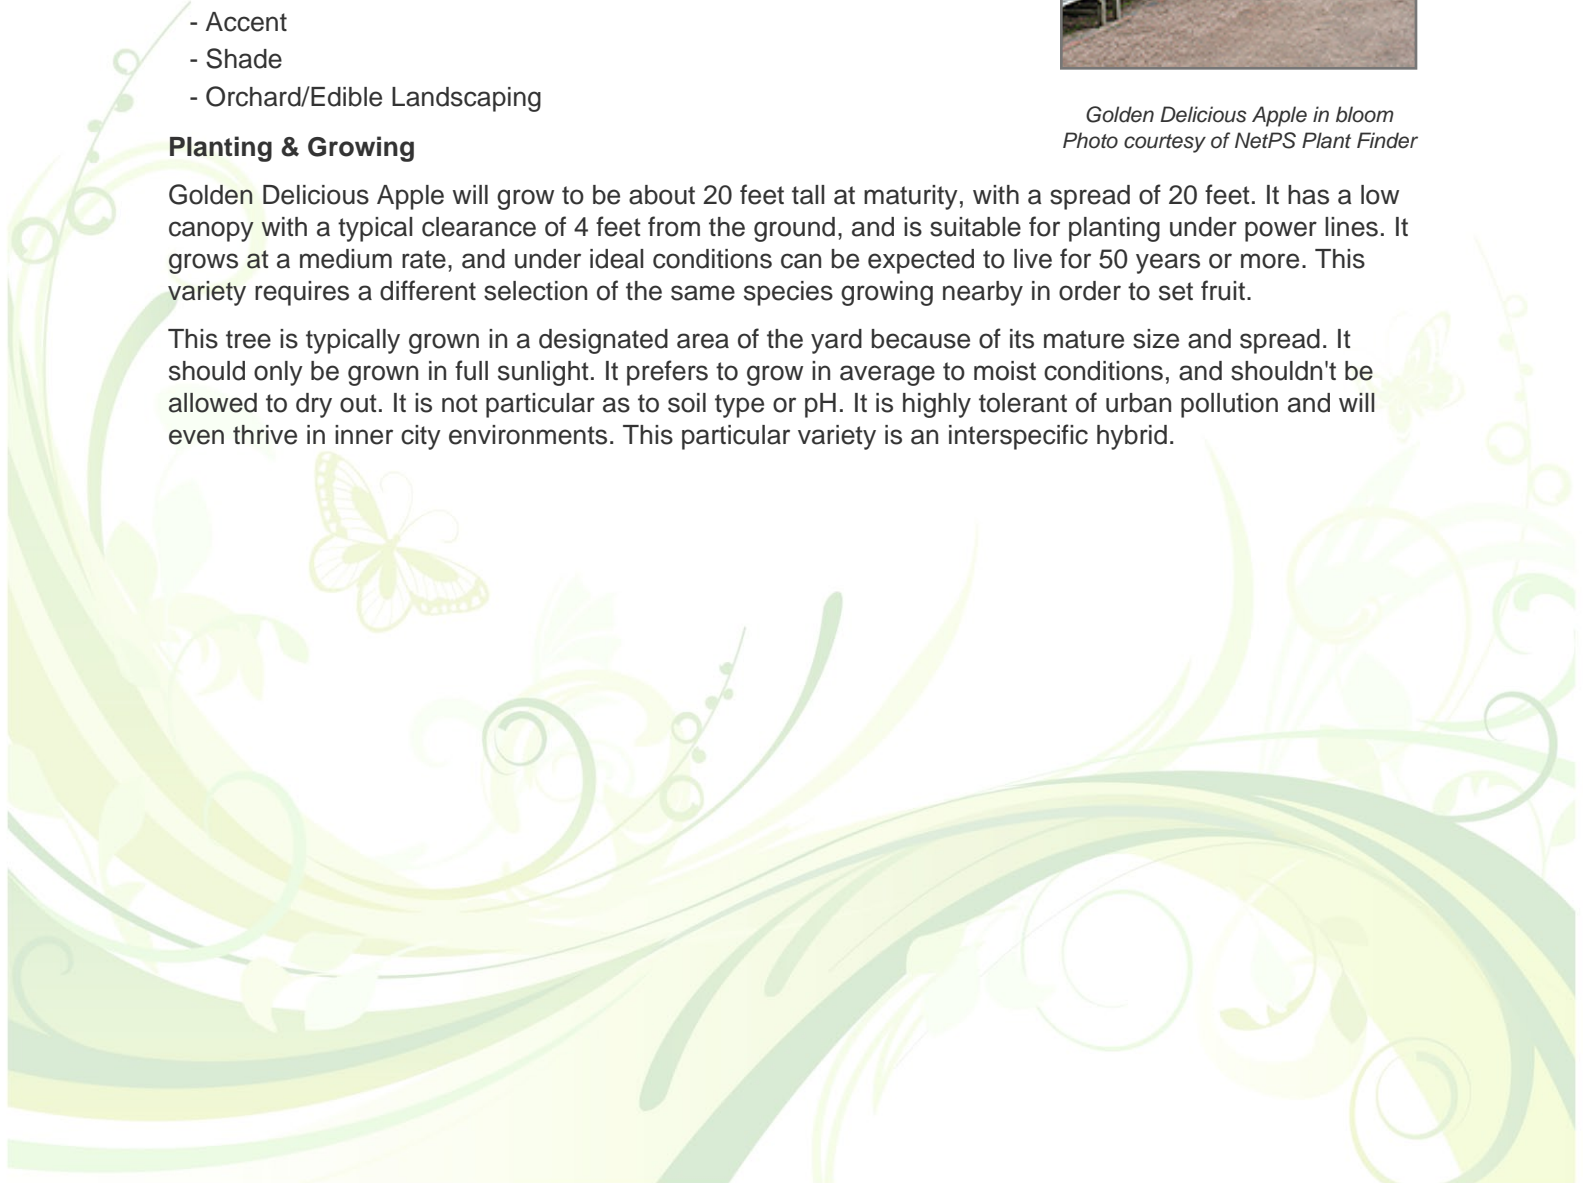 - Accent
- Shade
- Orchard/Edible Landscaping
Golden Delicious Apple in bloom
Photo courtesy of NetPS Plant Finder
Planting & Growing
Golden Delicious Apple will grow to be about 20 feet tall at maturity, with a spread of 20 feet. It has a low
canopy with a typical clearance of 4 feet from the ground, and is suitable for planting under power lines. It
grows at a medium rate, and under ideal conditions can be expected to live for 50 years or more. This
variety requires a different selection of the same species growing nearby in order to set fruit.
This tree is typically grown in a designated area of the yard because of its mature size and spread. It
should only be grown in full sunlight. It prefers to grow in average to moist conditions, and shouldn't be
allowed to dry out. It is not particular as to soil type or pH. It is highly tolerant of urban pollution and will
even thrive in inner city environments. This particular variety is an interspecific hybrid.